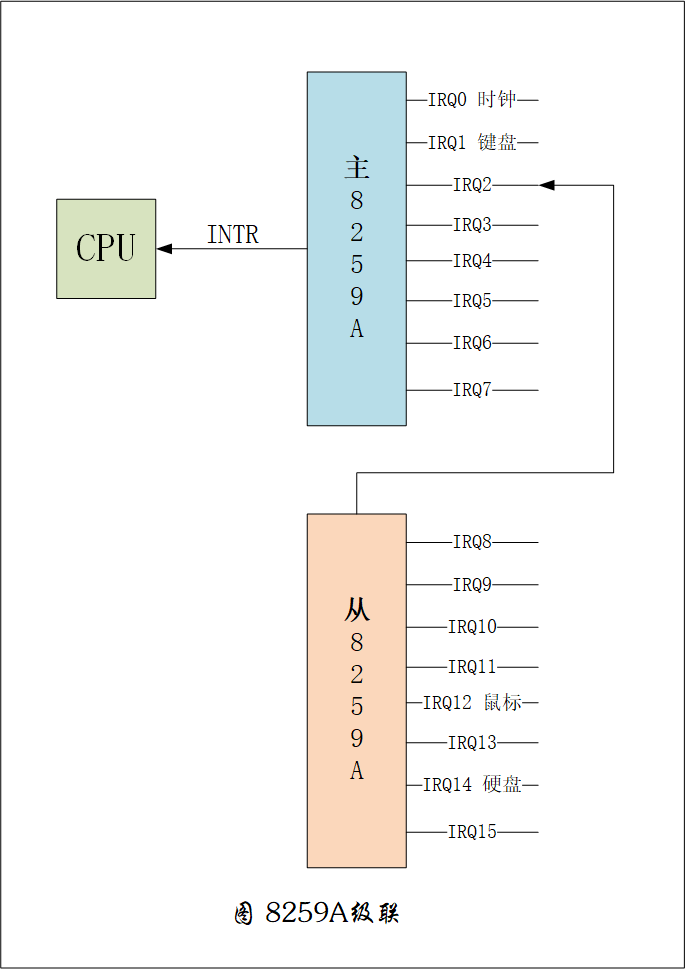 IRQ0 时钟
IRQ1 键盘
主8259A
IRQ2
CPU
INTR
IRQ3
IRQ4
IRQ5
IRQ6
IRQ7
从8259A
IRQ8
IRQ9
IRQ10
IRQ11
IRQ12 鼠标
IRQ13
IRQ14 硬盘
IRQ15
图 8259A级联